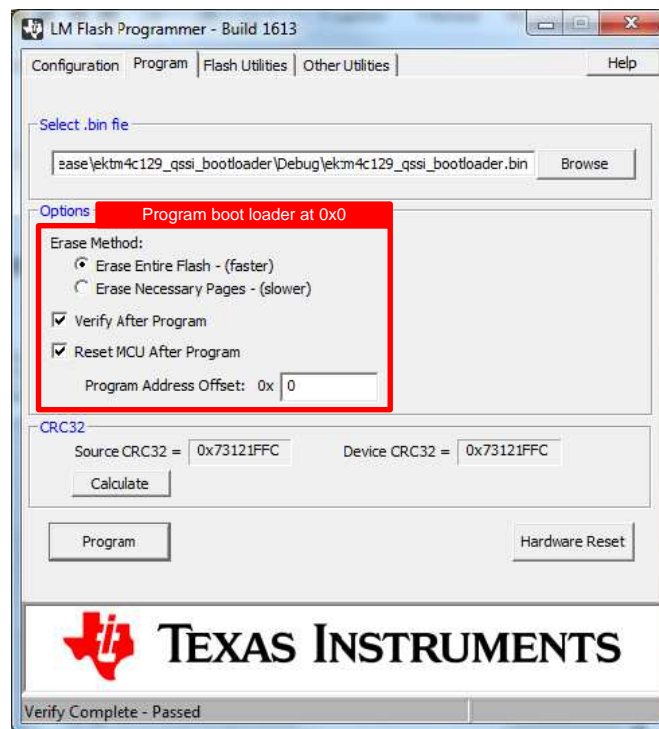 LM Flash Programmer - Build 1613
Configuration Program Flash Utilities Other Utilities Help
Select .bin fie
ease\ektm4c129_qssi_bootloader\Debug\ektm4c129_qssi_bootloader.bin Browse
Options Program boot loader at 0x0
Erase Method:
Erase Entire Flash - (faster)
Erase Necessary Pages - (slower)
Verify After Program
Reset MCU After Program
Program Address Offset: 0x 0
CRC32
Source CRC32 = 0x73121FFC Device CRC32 = 0x73121FFC
Calculate
Program Hardware Reset
TEXAS INSTRUMENTS
Verify Complete - Passed